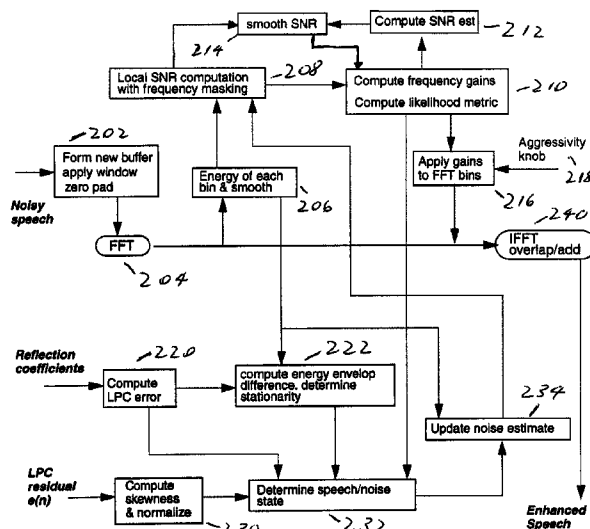 smooth SNR
Compute SNR est
212
214
208
Local SNR computation
with frequency masking
Compute frequency gains
Compute likelihood metric
210
202
Form new buffer
apply window
zero pad
Noisy
speech
Energy of each
bin & smooth
206
Apply gains
to FFT bins
216
Aggressivity
knob
218
240
FFT
204
IFFT
overlap/add
Reflection
coefficients
220
Compute
LPC error
222
compute energy envelop
difference. determine
stationarity
234
Update noise estimate
LPC
residual
e(n)
Compute
skewness
& normalize
230
Determine speech/noise
state
232
Enhanced
Speech